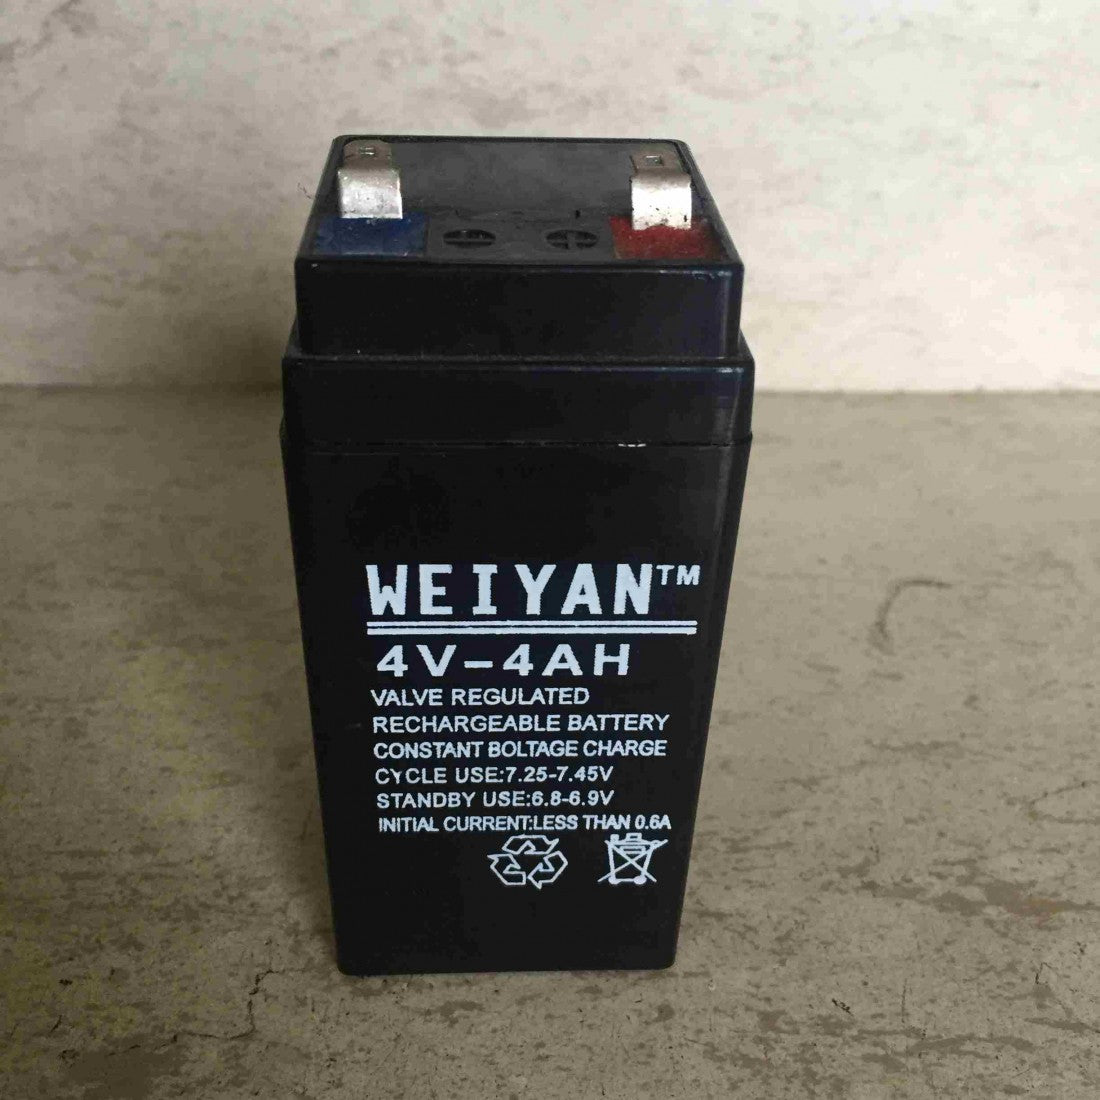 WEIYAN™
4V-4AH
VALVE REGULATED
RECHARGEABLE BATTERY
CONSTANT BOLTAGE CHARGE
CYCLE USE:7.25-7.45V
STANDBY USE:6.8-6.9V
INITIAL CURRENT:LESS THAN 0.6A